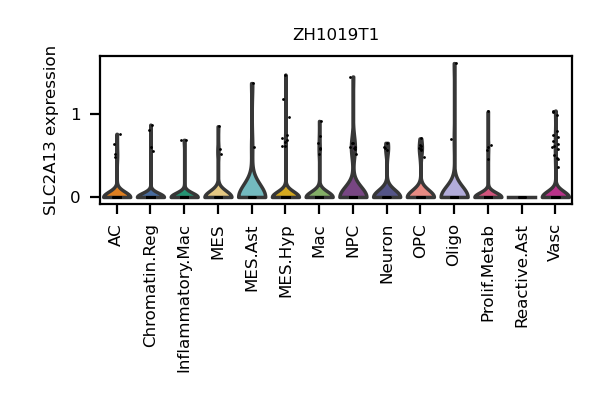 ZH1019T1
SLC2A13 expression
1
0
AC
Chromatin.Reg
Inflammatory.Mac
MES
MES.Ast
MES.Hyp
Mac
NPC
Neuron
OPC
Oligo
Prolif.Metab
Reactive.Ast
Vasc